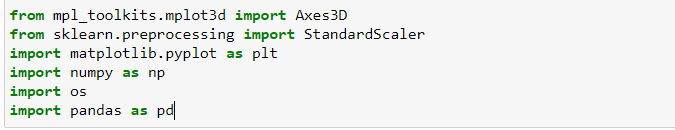 from mpl_toolkits.mplot3d import Axes3D
from sklearn.preprocessing import StandardScaler
import matplotlib.pyplot as plt
import numpy as np
import os
import pandas as pd